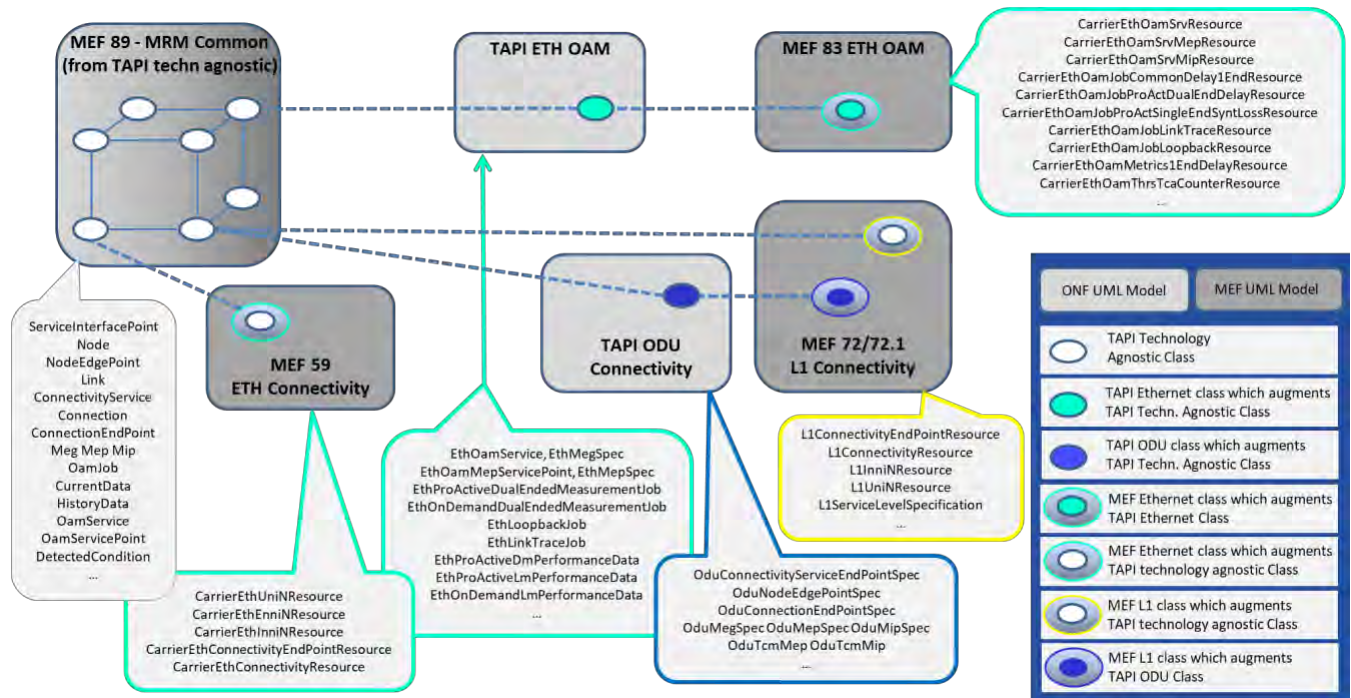 MEF 89 - MRM Common
(from TAPI techn agnostic)
TAPI ETH OAM
MEF 83 ETH OAM
CarrierEthOamSrvResource
CarrierEthOamSrvMepResource
CarrierEthOamSrvMipResource
CarrierEthOamJobCommonDelay1EndResource
CarrierEthOamJobProActDualEndDelayResource
CarrierEthOamJobProActSingleEndSyntLossResource
CarrierEthOamJobLinkTraceResource
CarrierEthOamJobLoopbackResource
CarrierEthOamMetrics1EndDelayResource
CarrierEthOamThrsTcaCounterResource
...
MEF 59
ETH Connectivity
TAPI ODU
Connectivity
MEF 72/72.1
L1 Connectivity
ServiceInterfacePoint
Node
NodeEdgePoint
Link
ConnectivityService
Connection
ConnectionEndPoint
Meg Mep Mip
OamJob
CurrentData
HistoryData
OamService
OamServicePoint
DetectedCondition
...
CarrierEthUniNResource
CarrierEthEnniNResource
CarrierEthInniNResource
CarrierEthConnectivityEndPointResource
CarrierEthConnectivityResource
EthOamService, EthMegSpec
EthOamMepServicePoint, EthMepSpec
EthProActiveDualEndedMeasurementJob
EthOnDemandDualEndedMeasurementJob
EthLoopbackJob
EthLinkTraceJob
EthProActiveDmPerformanceData
EthProActiveLmPerformanceData
EthOnDemandLmPerformanceData
...
L1ConnectivityEndPointResource
L1ConnectivityResource
L1InniNResource
L1UniNResource
L1ServiceLevelSpecification
...
OduConnectivityServiceEndPointSpec
OduNodeEdgePointSpec
OduConnectionEndPointSpec
OduMegSpec OduMepSpec OduMipSpec
OduTcmMep OduTcmMip
...
ONF UML Model
MEF UML Model
TAPI Technology
Agnostic Class
TAPI Ethernet class which augments
TAPI Techn. Agnostic Class
TAPI ODU class which augments
TAPI Techn. Agnostic Class
MEF Ethernet class which augments
TAPI Ethernet Class
MEF Ethernet class which augments
TAPI technology agnostic Class
MEF L1 class which augments
TAPI technology agnostic Class
MEF L1 class which augments
TAPI ODU Class